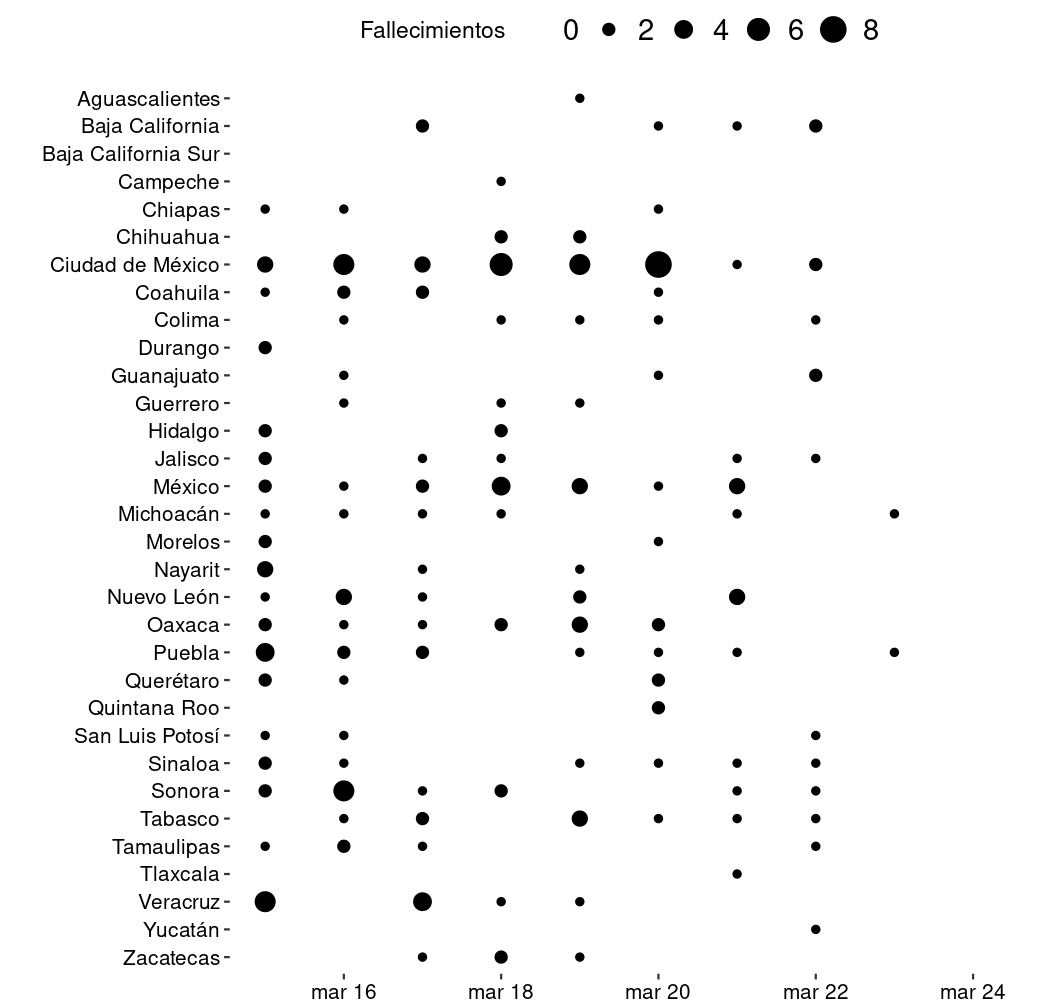 Fallecimientos 0 2 4 6 8
Aguascalientes
Baja California
Baja California Sur
Campeche
Chiapas
Chihuahua
Ciudad de México
Coahuila
Colima
Durango
Guanajuato
Guerrero
Hidalgo
Jalisco
México
Michoacán
Morelos
Nayarit
Nuevo León
Oaxaca
Puebla
Querétaro
Quintana Roo
San Luis Potosí
Sinaloa
Sonora
Tabasco
Tamaulipas
Tlaxcala
Veracruz
Yucatán
Zacatecas
mar 16 mar 18 mar 20 mar 22 mar 24